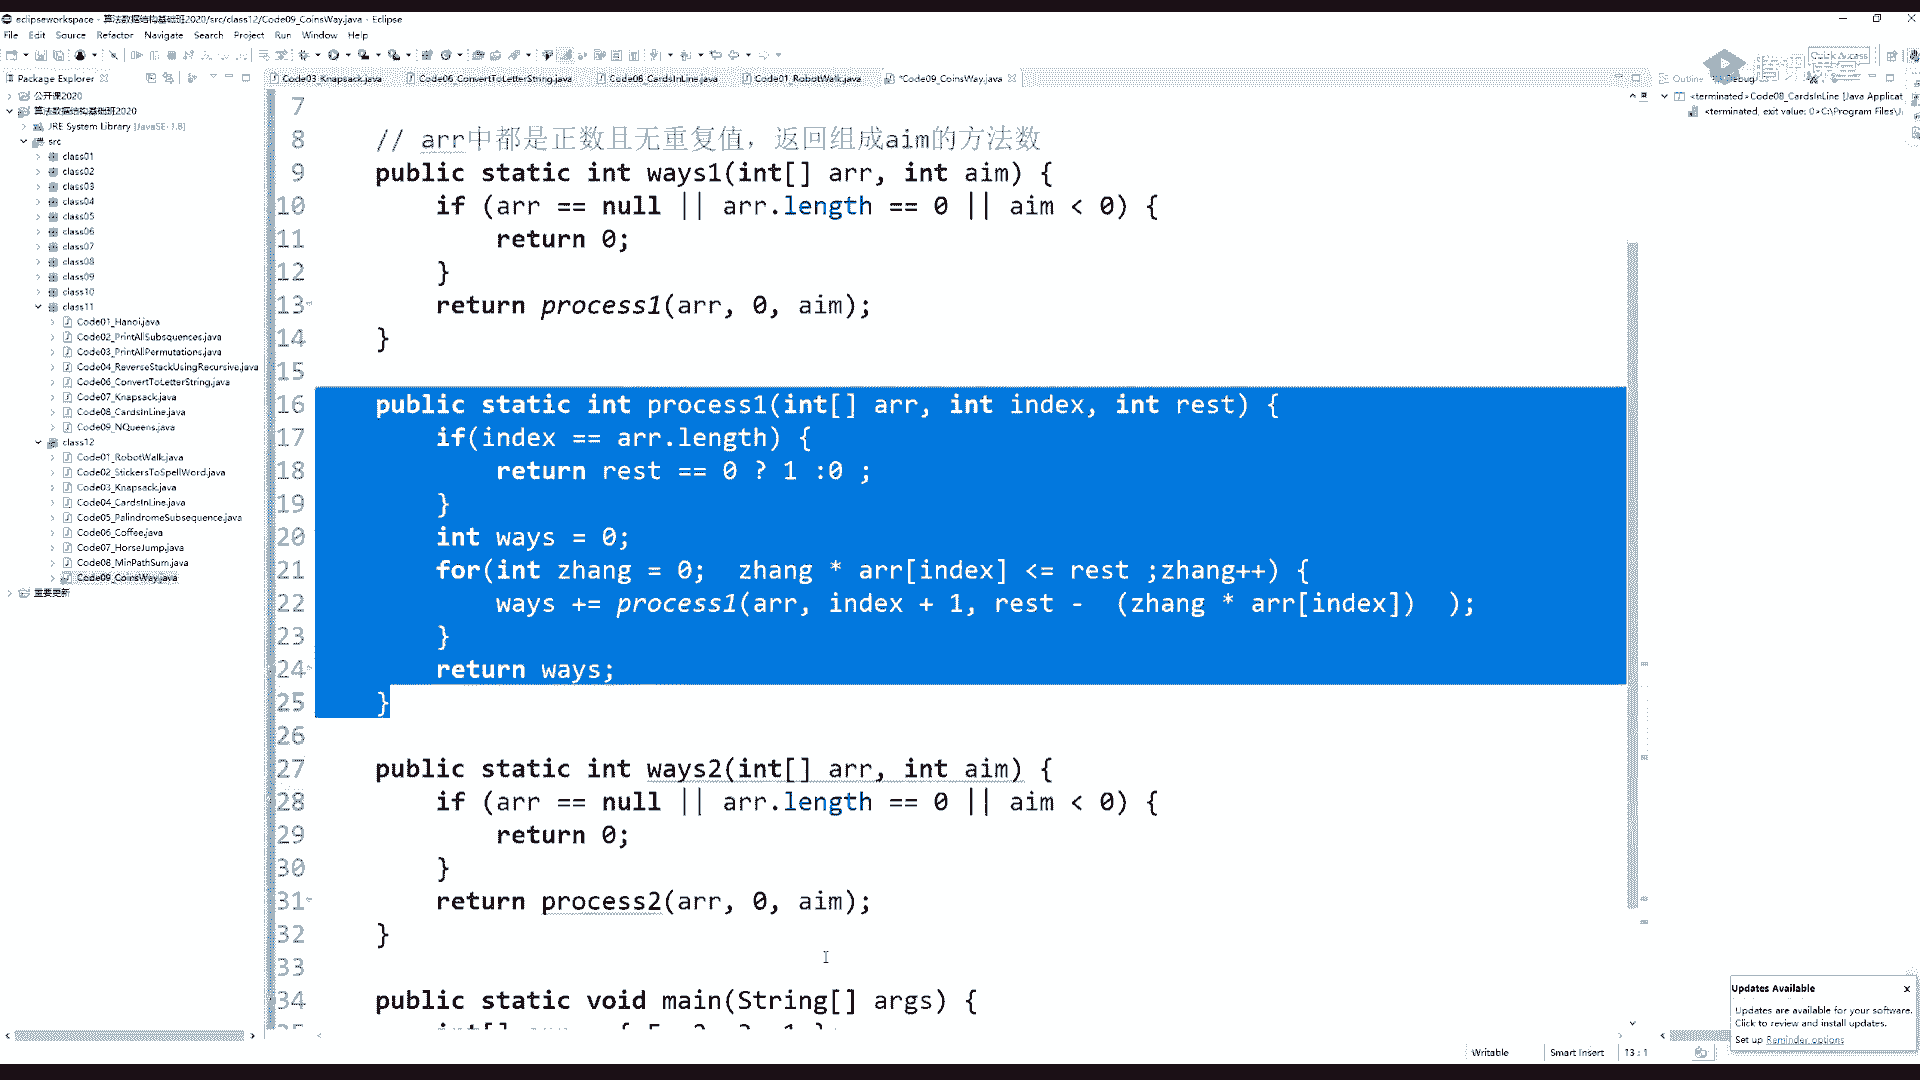 eclipseworkspace - 算法数据结构基础班2020/src/class12/Code09_CoinsWay.java - Eclipse
File Edit Source Refactor Navigate Search Project Run Window Help
Package Explorer
Code03_Knapsack.java
Code06_ConvertToLetterString.java
Code08_CardsInLine.java
Code01_RobotWalk.java
*Code09_CoinsWay.java
Outline
Debug
腾讯课堂
公开课2020
算法数据结构基础班2020
JRE System Library [JavaSE-1.8]
src
class01
class02
class03
class04
class05
class06
class07
class08
class09
class10
class11
Code01_Hanoi.java
Code02_PrintAllSubsquences.java
Code03_PrintAllPermutations.java
Code04_ReverseStackUsingRecursive.java
Code06_ConvertToLetterString.java
Code07_Knapsack.java
Code08_CardsInLine.java
Code09_NQueens.java
class12
Code01_RobotWalk.java
Code02_StickersToSpellWord.java
Code03_Knapsack.java
Code04_CardsInLine.java
Code05_PalindromeSubsequence.java
Code06_Coffee.java
Code07_HorseJump.java
Code08_MinPathSum.java
Code09_CoinsWay.java
重要更新
7
8 // arr中都是正数且无重复值，返回组成aim的方法数
9 public static int ways1(int[] arr, int aim) {
10 if (arr == null || arr.length == 0 || aim < 0) {
11 return 0;
12 }
13 return process1(arr, 0, aim);
14 }
15
16 public static int process1(int[] arr, int index, int rest) {
17 if(index == arr.length) {
18 return rest == 0 ? 1 :0 ;
19 }
20 int ways = 0;
21 for(int zhang = 0;  zhang * arr[index] <= rest ;zhang++) {
22 ways += process1(arr, index + 1, rest -  (zhang * arr[index])  );
23 }
24 return ways;
25 }
26
27 public static int ways2(int[] arr, int aim) {
28 if (arr == null || arr.length == 0 || aim < 0) {
29 return 0;
30 }
31 return process2(arr, 0, aim);
32 }
33
34 public static void main(String[] args) {
<terminated>Code08_CardsInLine [Java Applicat
<terminated, exit value: 0>C:\Program Files\J
Updates Available
Updates are available for your software.
Click to review and install updates.
Set up Reminder options
Writable
Smart Insert
13 : 1